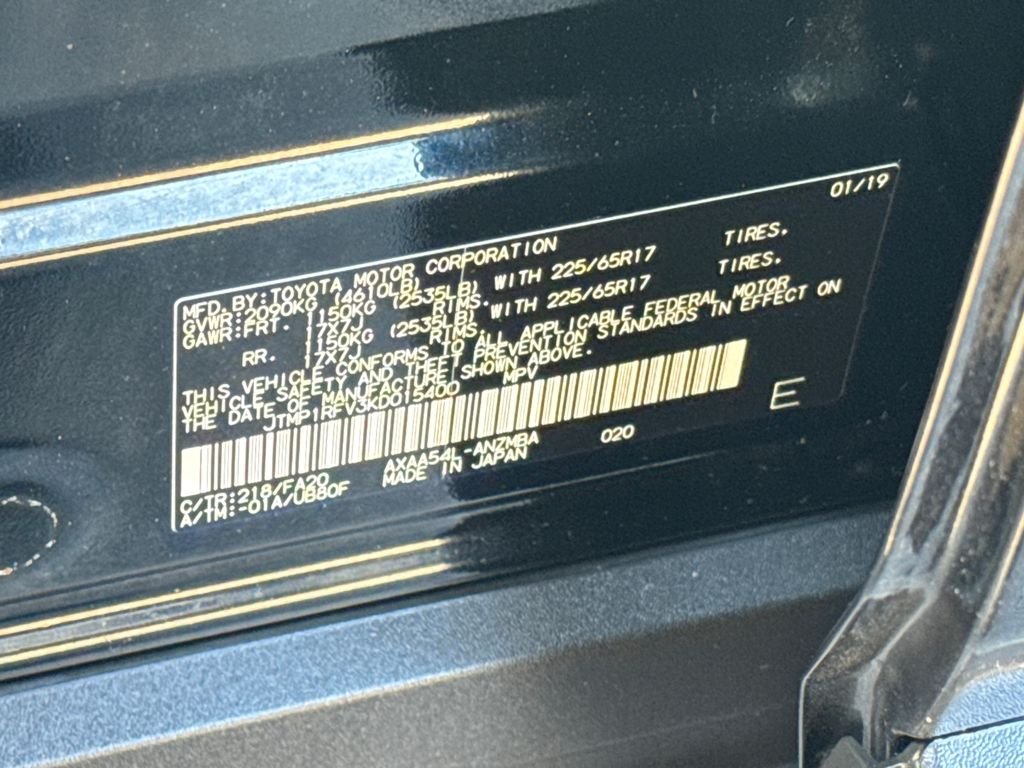 01/19
MFD. BY: TOYOTA MOTOR CORPORATION
GVWR: 2090KG (4610LB)
GAWR: FRT. 1150KG (2535LB) WITH 225/65R17 TIRES.
17X7J RIMS.
RR. 1150KG (2535LB) WITH 225/65R17 TIRES.
17X7J RIMS.
THIS VEHICLE CONFORMS TO ALL APPLICABLE FEDERAL MOTOR
VEHICLE SAFETY AND THEFT PREVENTION STANDARDS IN EFFECT ON
THE DATE OF MANUFACTURE SHOWN ABOVE.
JTMP1RFV3KD015400 MPV
E
C/TR: 218/FA20 AXAA54L-ANZMBA 020
A/TM: -01A/UB80F MADE IN JAPAN